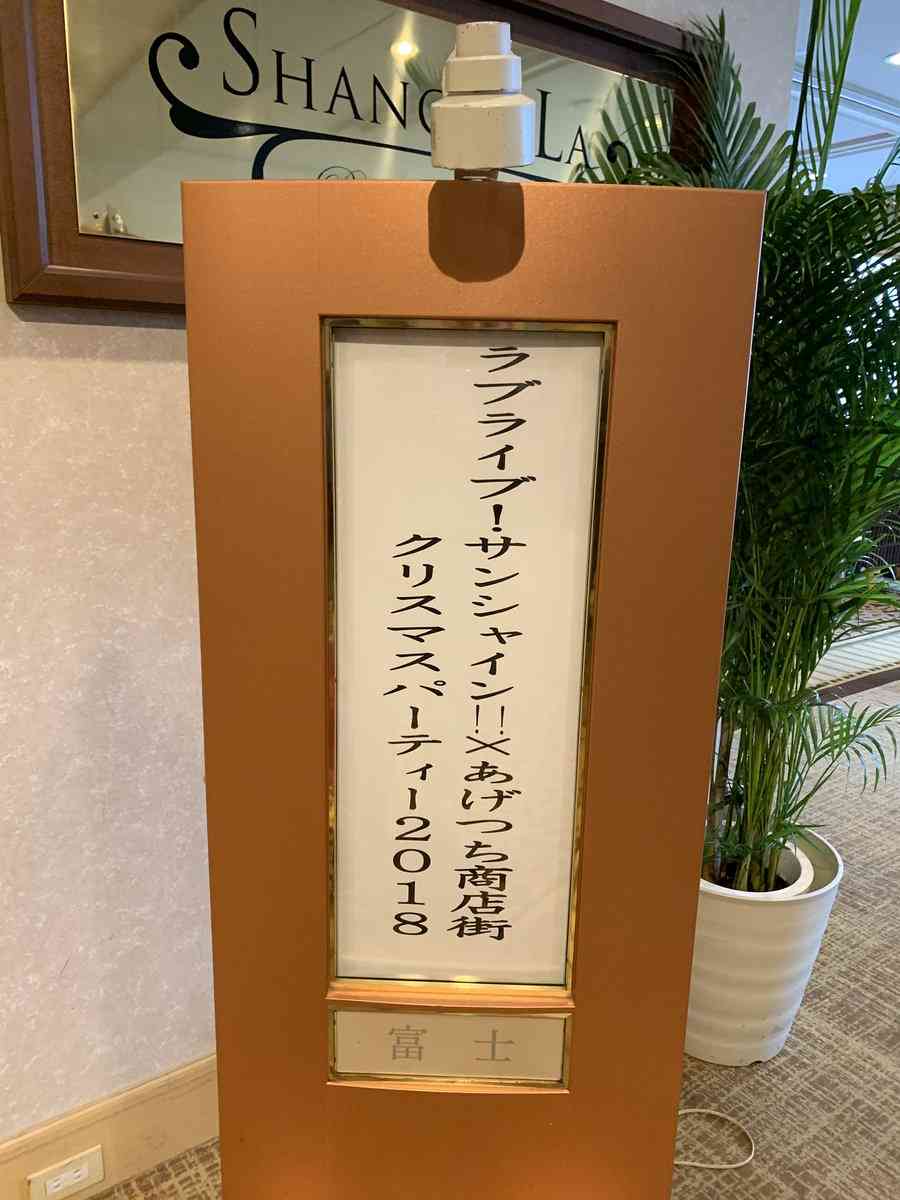 SHANG LA
ラブライブ!サンシャイン!!×あげつち商店街
クリスマスパーティー2018
富士